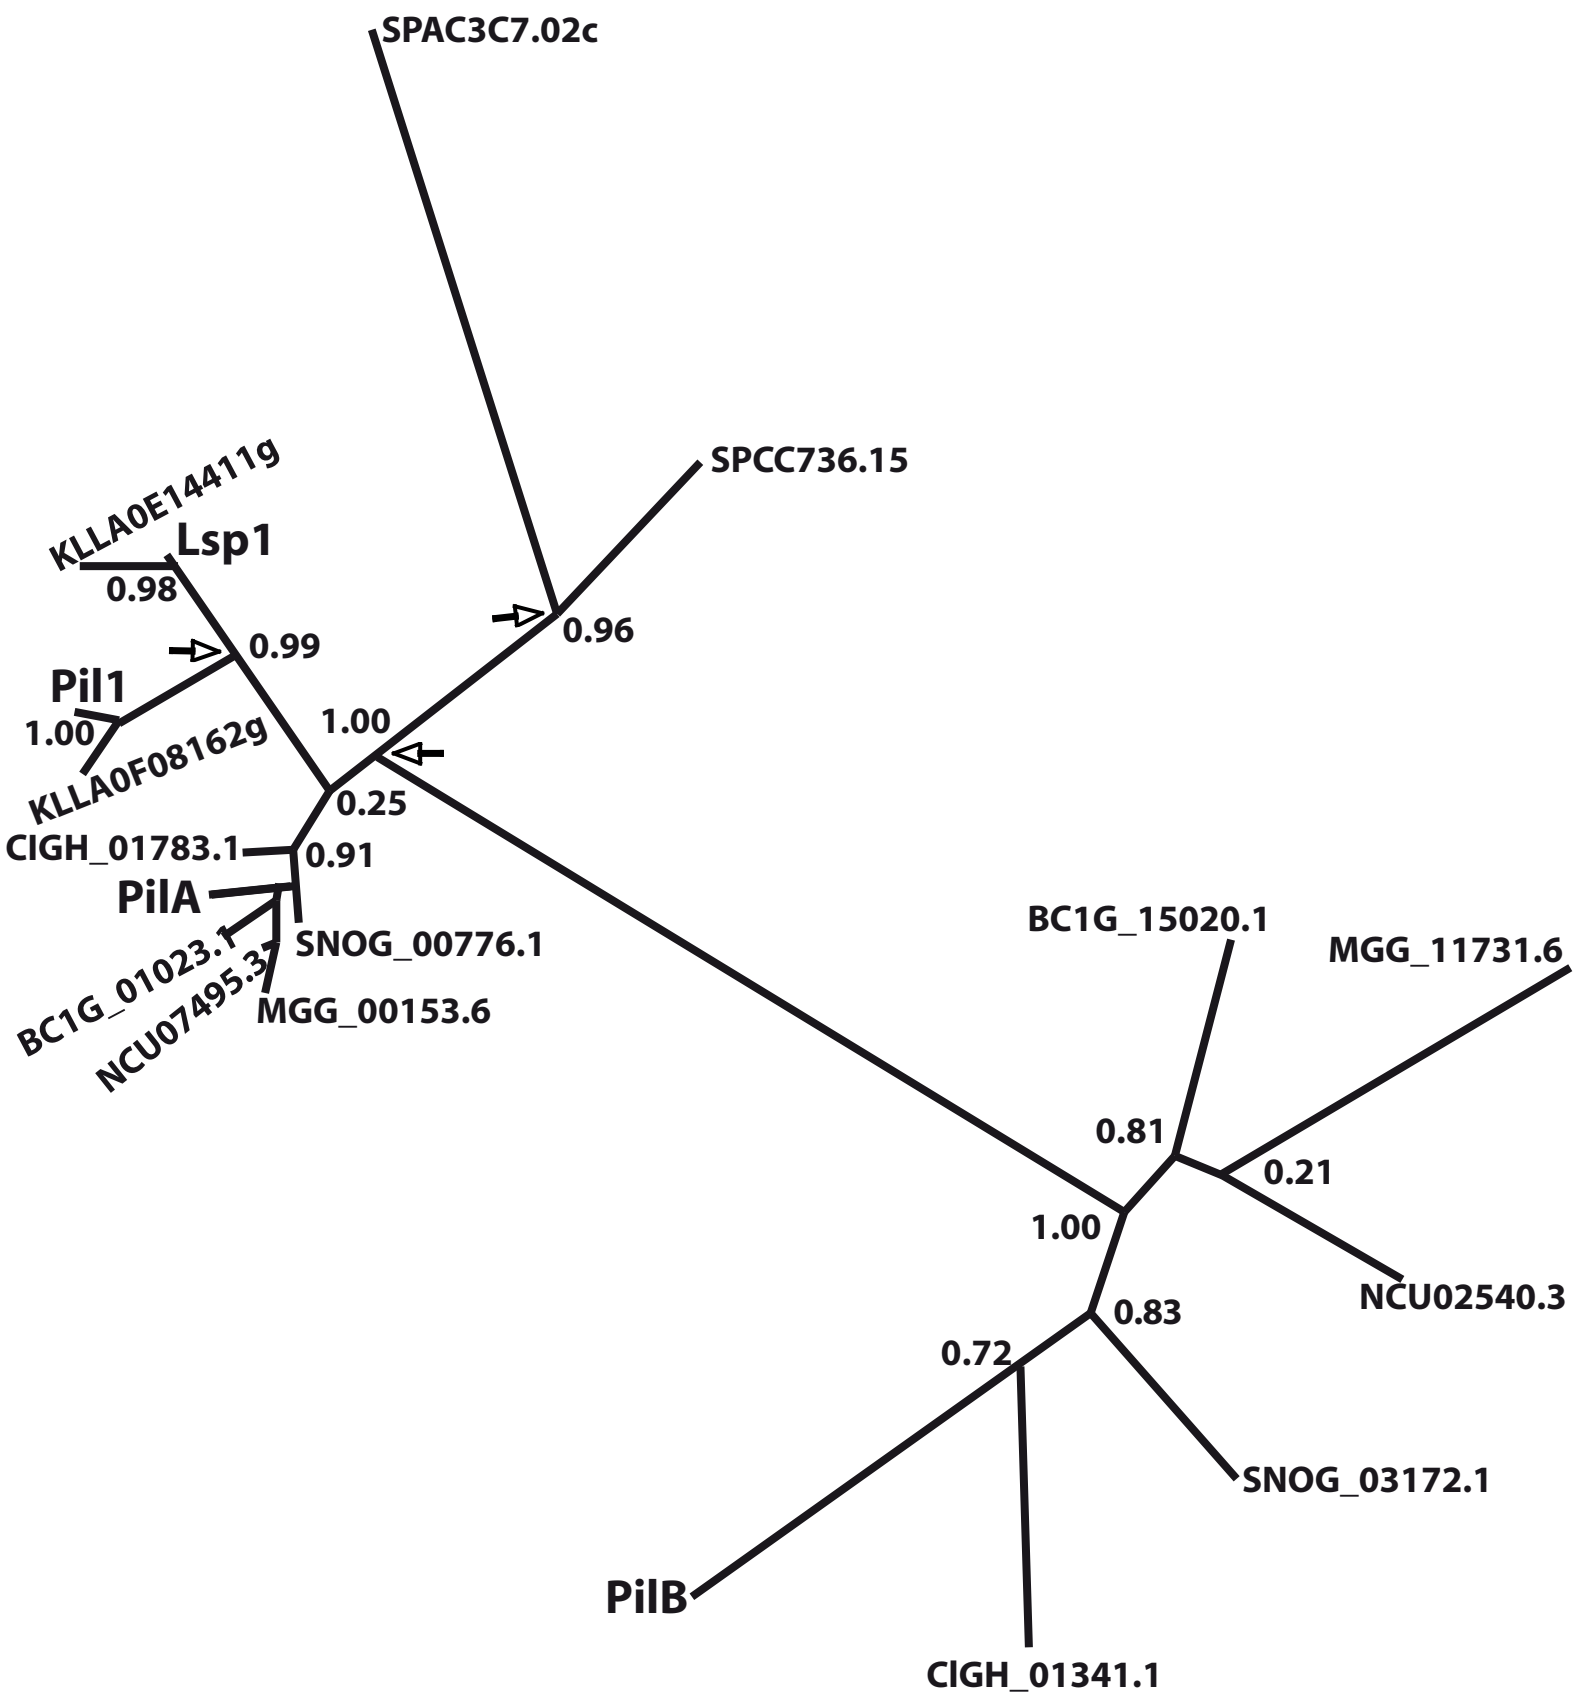 SPAC3C7.02c
SPCC736.15
KLLA0E14411g
Lsp1
0.98
0.96
0.99
Pil1
1.00
1.00
KLLA0F08162g
0.25
CIGH_01783.1
0.91
PilA
BC1G_15020.1
SNOG_00776.1
MGG_11731.6
BC1G_01023.1
NCU07495.3
MGG_00153.6
0.81
0.21
1.00
NCU02540.3
0.83
0.72
SNOG_03172.1
PilB
CIGH_01341.1